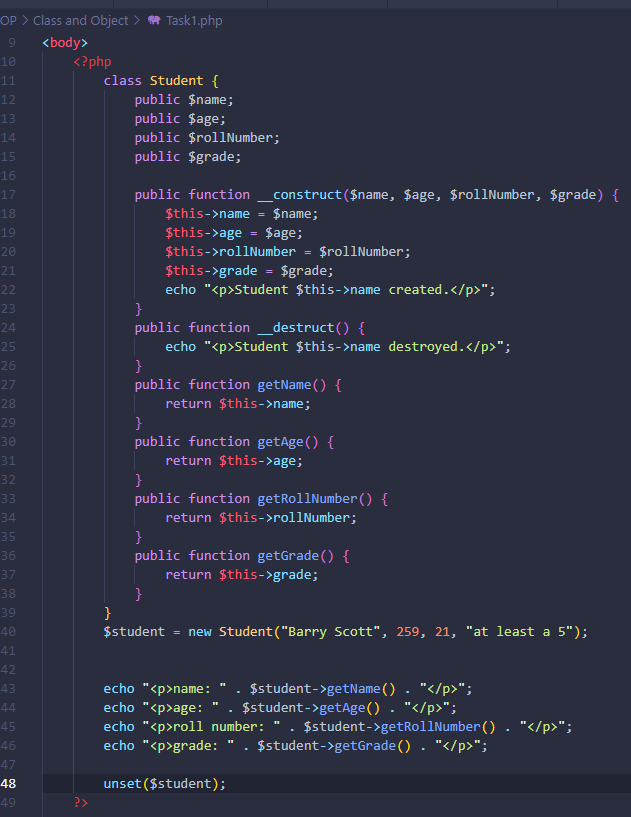 OP > Class and Object > Task1.php
9 <body>
10 <?php
11 class Student {
12 public $name;
13 public $age;
14 public $rollNumber;
15 public $grade;
16
17 public function __construct($name, $age, $rollNumber, $grade) {
18 $this->name = $name;
19 $this->age = $age;
20 $this->rollNumber = $rollNumber;
21 $this->grade = $grade;
22 echo "<p>Student $this->name created.</p>";
23 }
24 public function __destruct() {
25 echo "<p>Student $this->name destroyed.</p>";
26 }
27 public function getName() {
28 return $this->name;
29 }
30 public function getAge() {
31 return $this->age;
32 }
33 public function getRollNumber() {
34 return $this->rollNumber;
35 }
36 public function getGrade() {
37 return $this->grade;
38 }
39 }
40 $student = new Student("Barry Scott", 259, 21, "at least a 5");
41
42
43 echo "<p>name: " . $student->getName() . "</p>";
44 echo "<p>age: " . $student->getAge() . "</p>";
45 echo "<p>roll number: " . $student->getRollNumber() . "</p>";
46 echo "<p>grade: " . $student->getGrade() . "</p>";
47
48 unset($student);
49 ?>